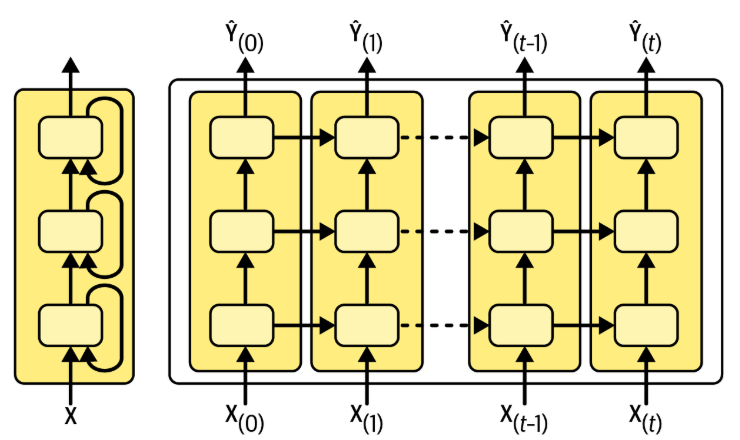 Ŷ(0) Ŷ(1) Ŷ(t–1) Ŷ(t)
X X(0) X(1) X(t–1) X(t)